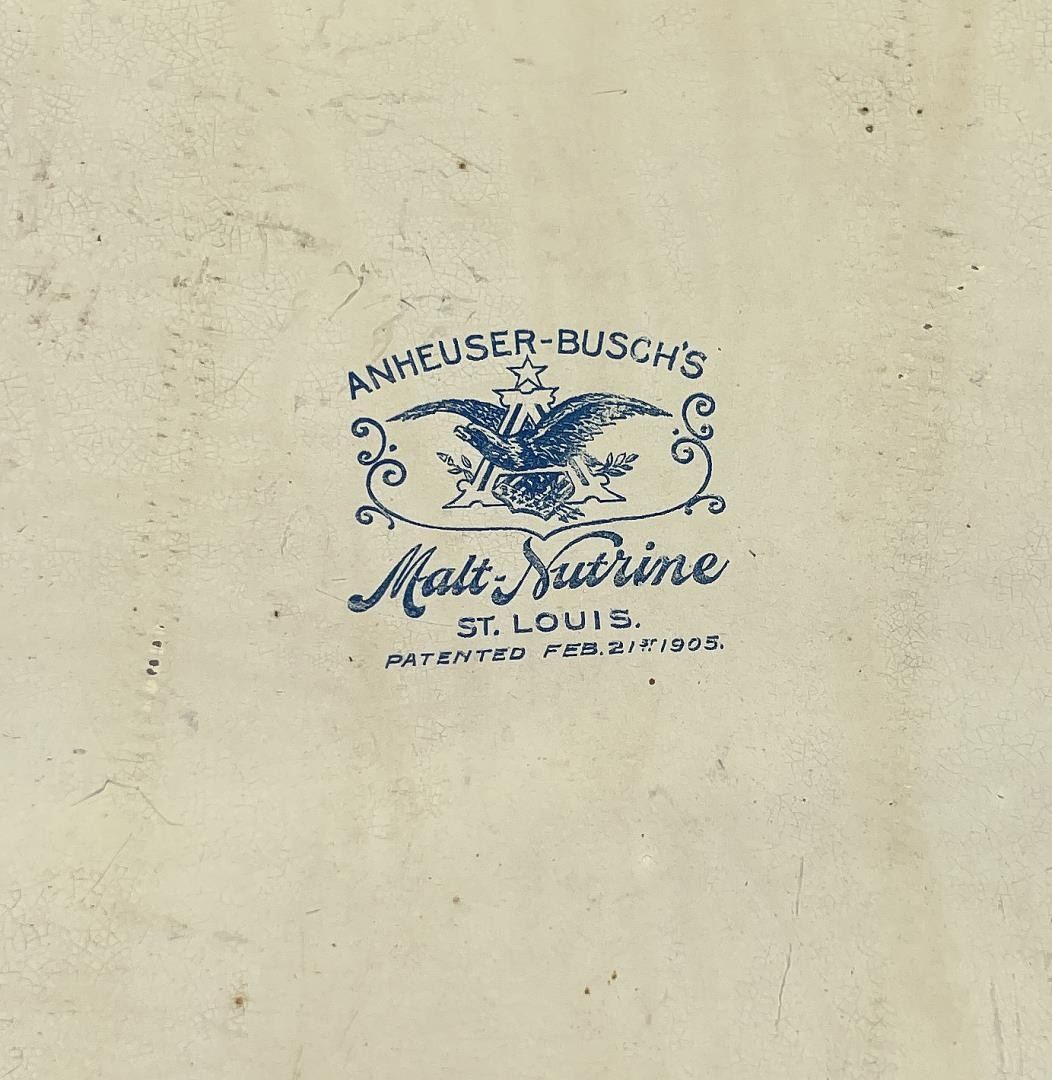 ANHEUSER-BUSCH'S
Malt-Nutrine
ST. LOUIS.
PATENTED FEB. 21ST 1905.